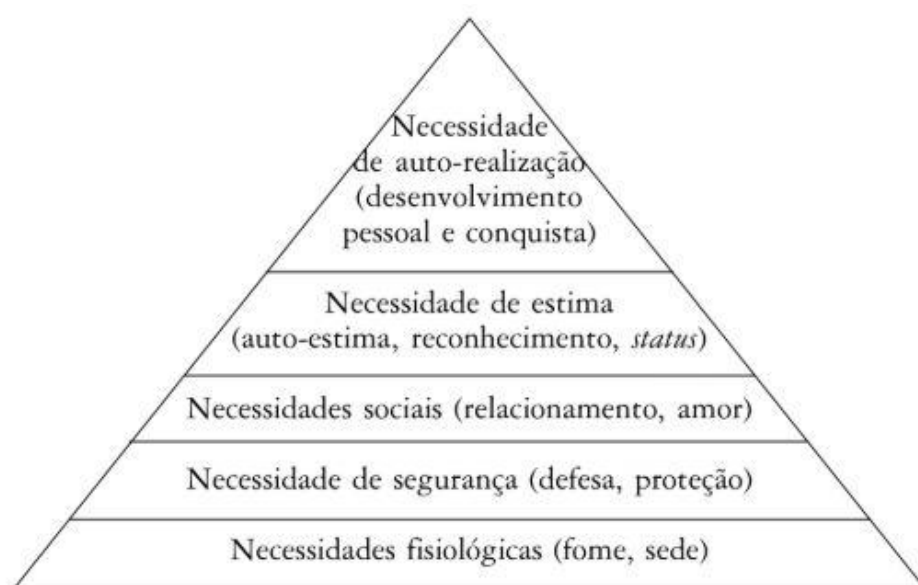 Necessidade
de auto-realização
(desenvolvimento
pessoal e conquista)
Necessidade de estima
(auto-estima, reconhecimento, status)
Necessidades sociais (relacionamento, amor)
Necessidade de segurança (defesa, proteção)
Necessidades fisiológicas (fome, sede)